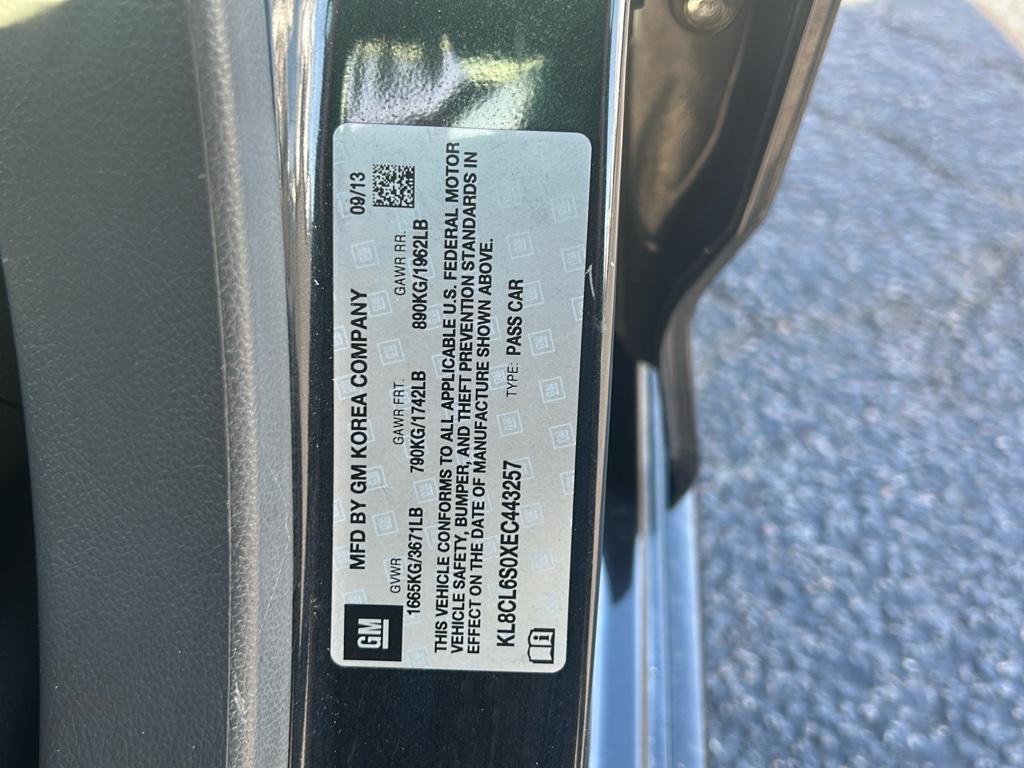 GM
MFD BY GM KOREA COMPANY 09/13
GVWR GAWR FRT. GAWR RR.
1665KG/3671LB 790KG/1742LB 890KG/1962LB
THIS VEHICLE CONFORMS TO ALL APPLICABLE U.S. FEDERAL MOTOR
VEHICLE SAFETY, BUMPER, AND THEFT PREVENTION STANDARDS IN
EFFECT ON THE DATE OF MANUFACTURE SHOWN ABOVE.
KL8CL6S0XEC443257 TYPE: PASS CAR